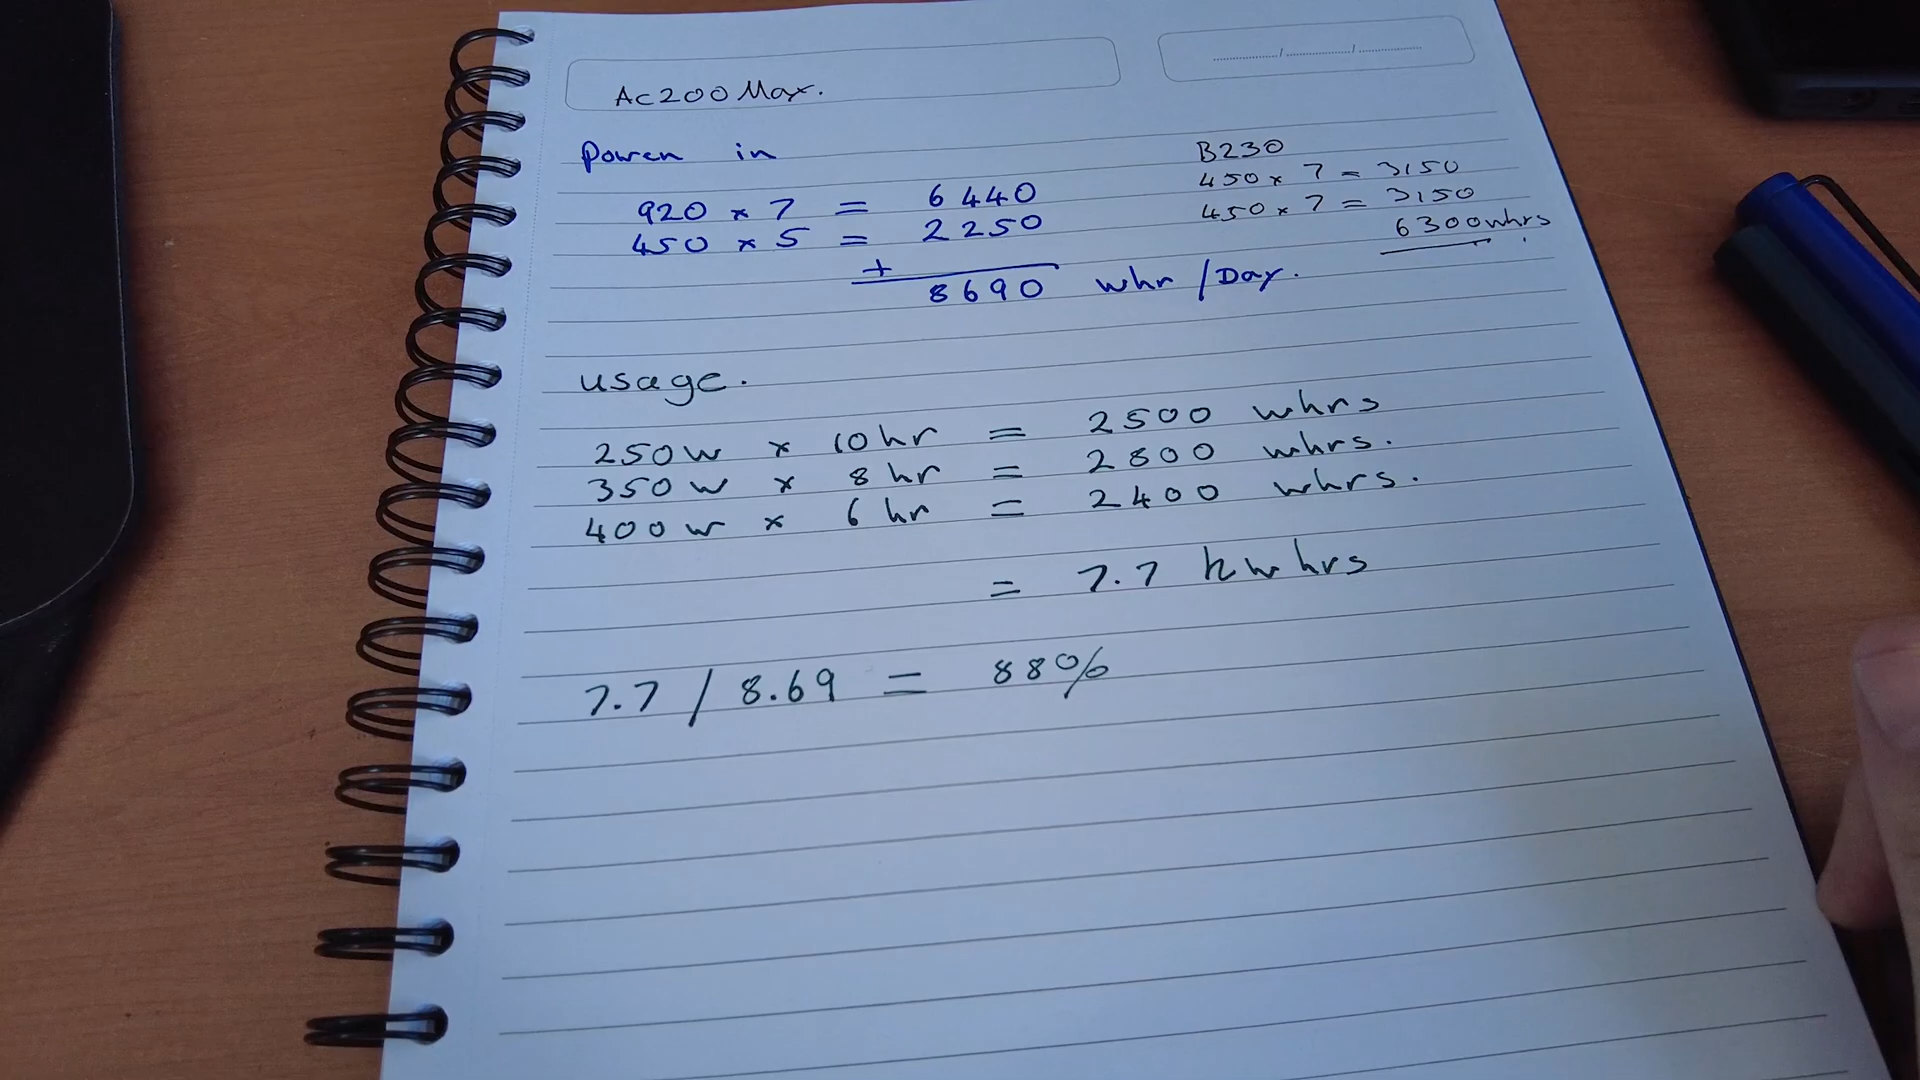 Ac200 Max.
Power in
920 x 7 = 6440
450 x 5 = 2250
+
8690 whr / Day.
B230
450 x 7 = 3150
450 x 7 = 3150
6300whrs
usage.
250w x 10hr = 2500 whrs
350w x 8 hr = 2800 whrs.
400w x 6 hr = 2400 whrs.
= 7.7 kwhrs
7.7 / 8.69 = 88%